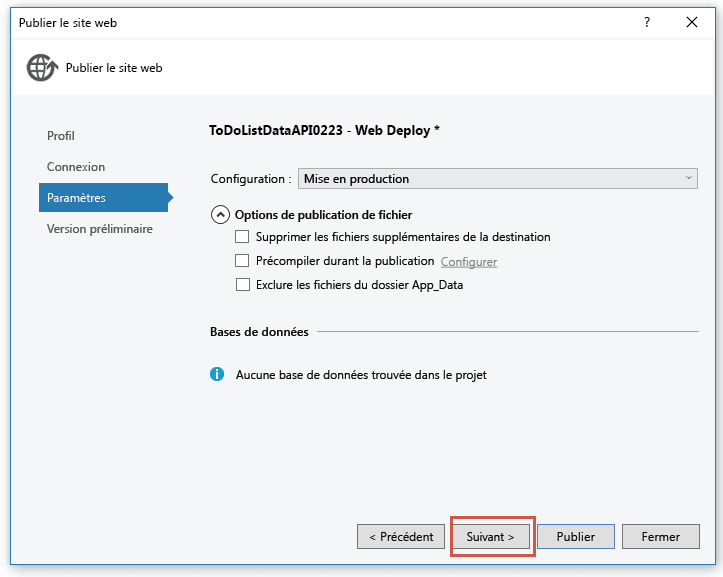 Publier le site web ?
Publier le site web
Profil
Connexion
Paramètres
Version préliminaire
ToDoListDataAPI0223 - Web Deploy *
Configuration : Mise en production
Options de publication de fichier
Supprimer les fichiers supplémentaires de la destination
Précompiler durant la publication Configurer
Exclure les fichiers du dossier App_Data
Bases de données
Aucune base de données trouvée dans le projet
< Précédent Suivant > Publier Fermer